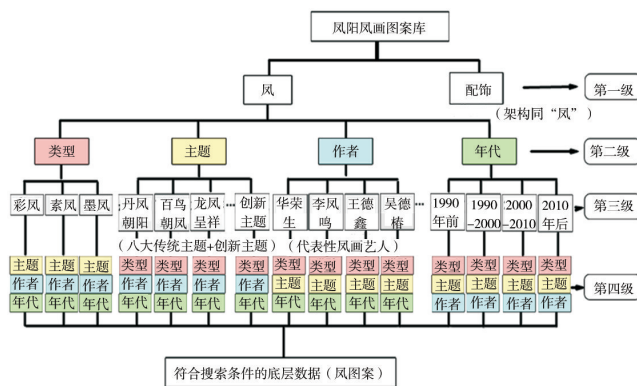 凤阳凤画图案库
凤
配饰
第一级
(架构同“凤”)
类型
主题
作者
年代
第二级
彩凤
素凤
墨凤
丹凤
朝阳
百鸟
朝凤
龙凤
呈祥
…
创新
主题
华荣
生
李凤
鸣
王德
鑫
吴德
椿
…
1990
年前
1990
-2000
2000
-2010
2010
年后
第三级
(八大传统主题+创新主题)
(代表性凤画艺人)
主题
作者
年代
主题
作者
年代
主题
作者
年代
类型
作者
年代
类型
作者
年代
类型
作者
年代
类型
作者
年代
类型
主题
年代
类型
主题
年代
类型
主题
年代
类型
主题
年代
类型
主题
作者
类型
主题
作者
类型
主题
作者
类型
主题
作者
第四级
符合搜索条件的底层数据(凤图案)